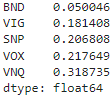 BND    0.050046
VIG    0.181408
SNP    0.206808
VOX    0.217649
VNQ    0.318735
dtype: float64